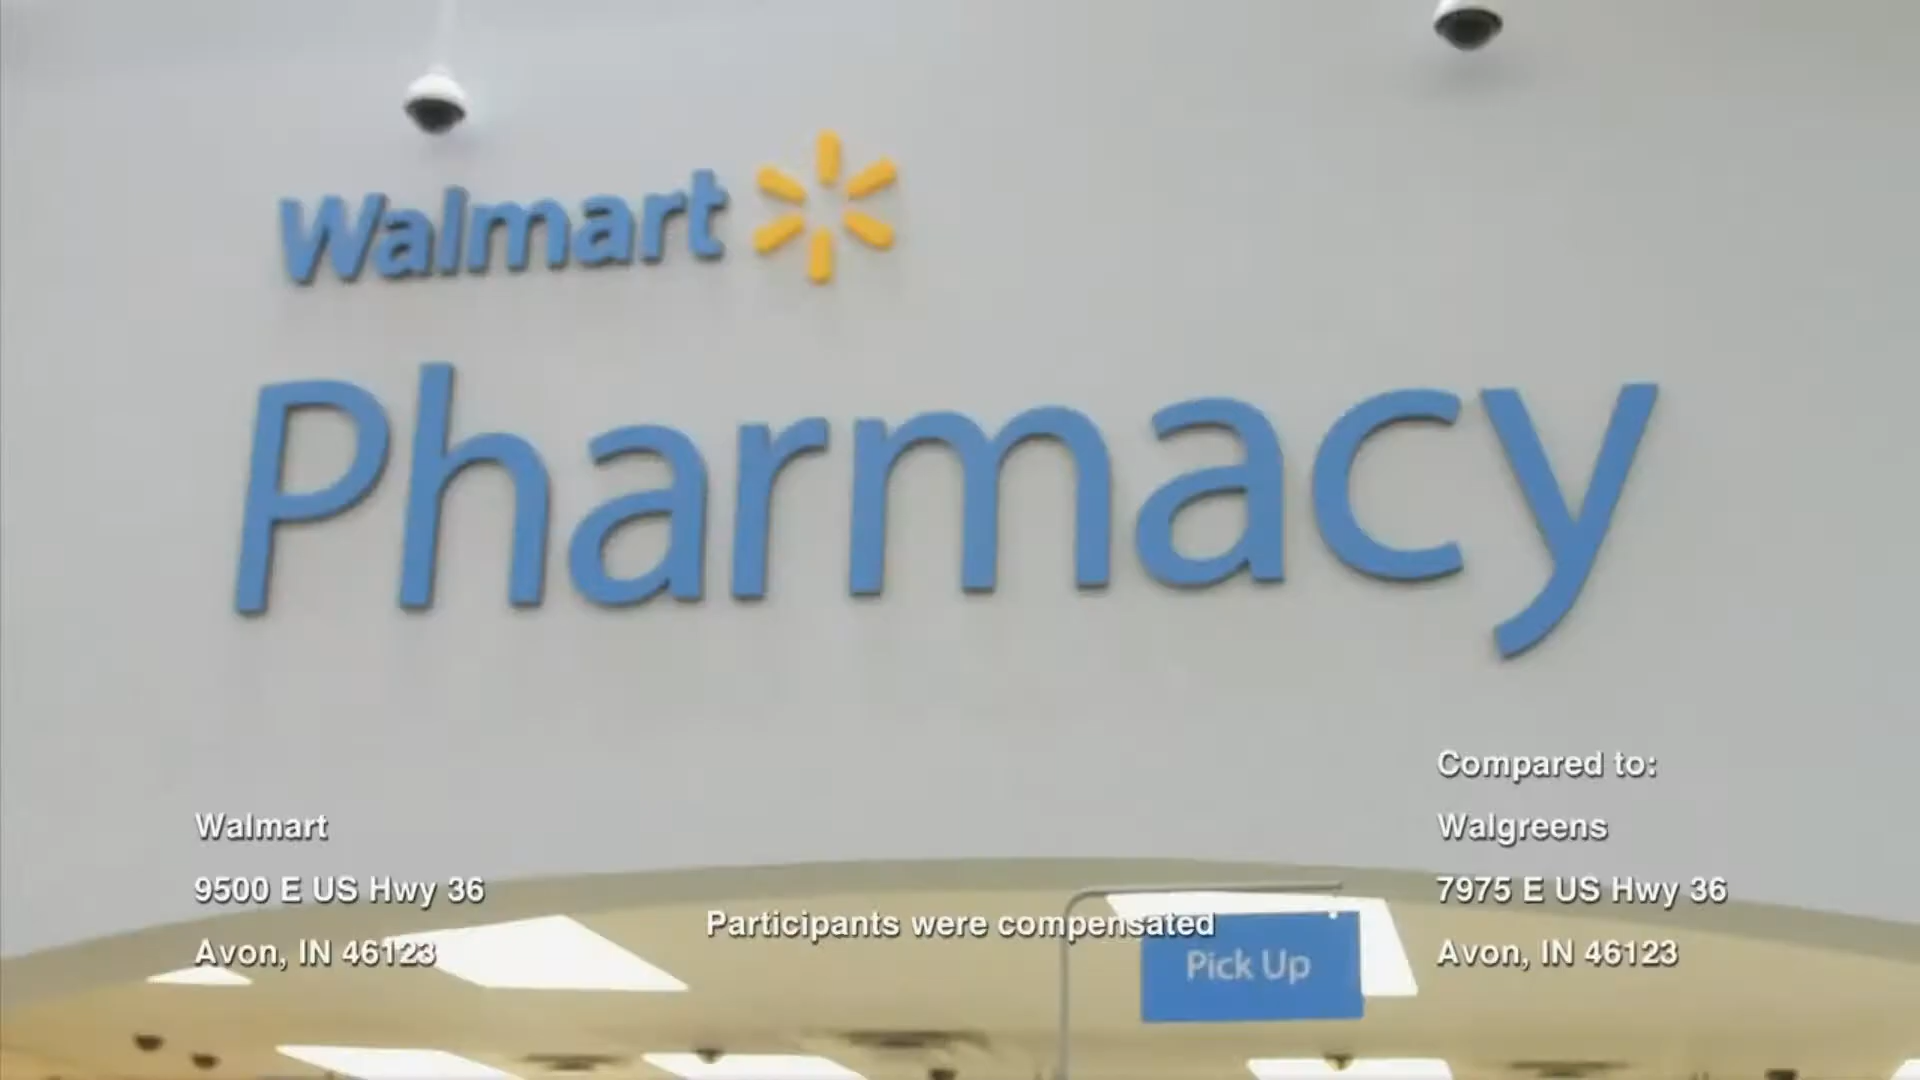 Walmart
Pharmacy
Walmart
9500 E US Hwy 36
Avon, IN 46123
Participants were compensated
Pick Up
Compared to:
Walgreens
7975 E US Hwy 36
Avon, IN 46123